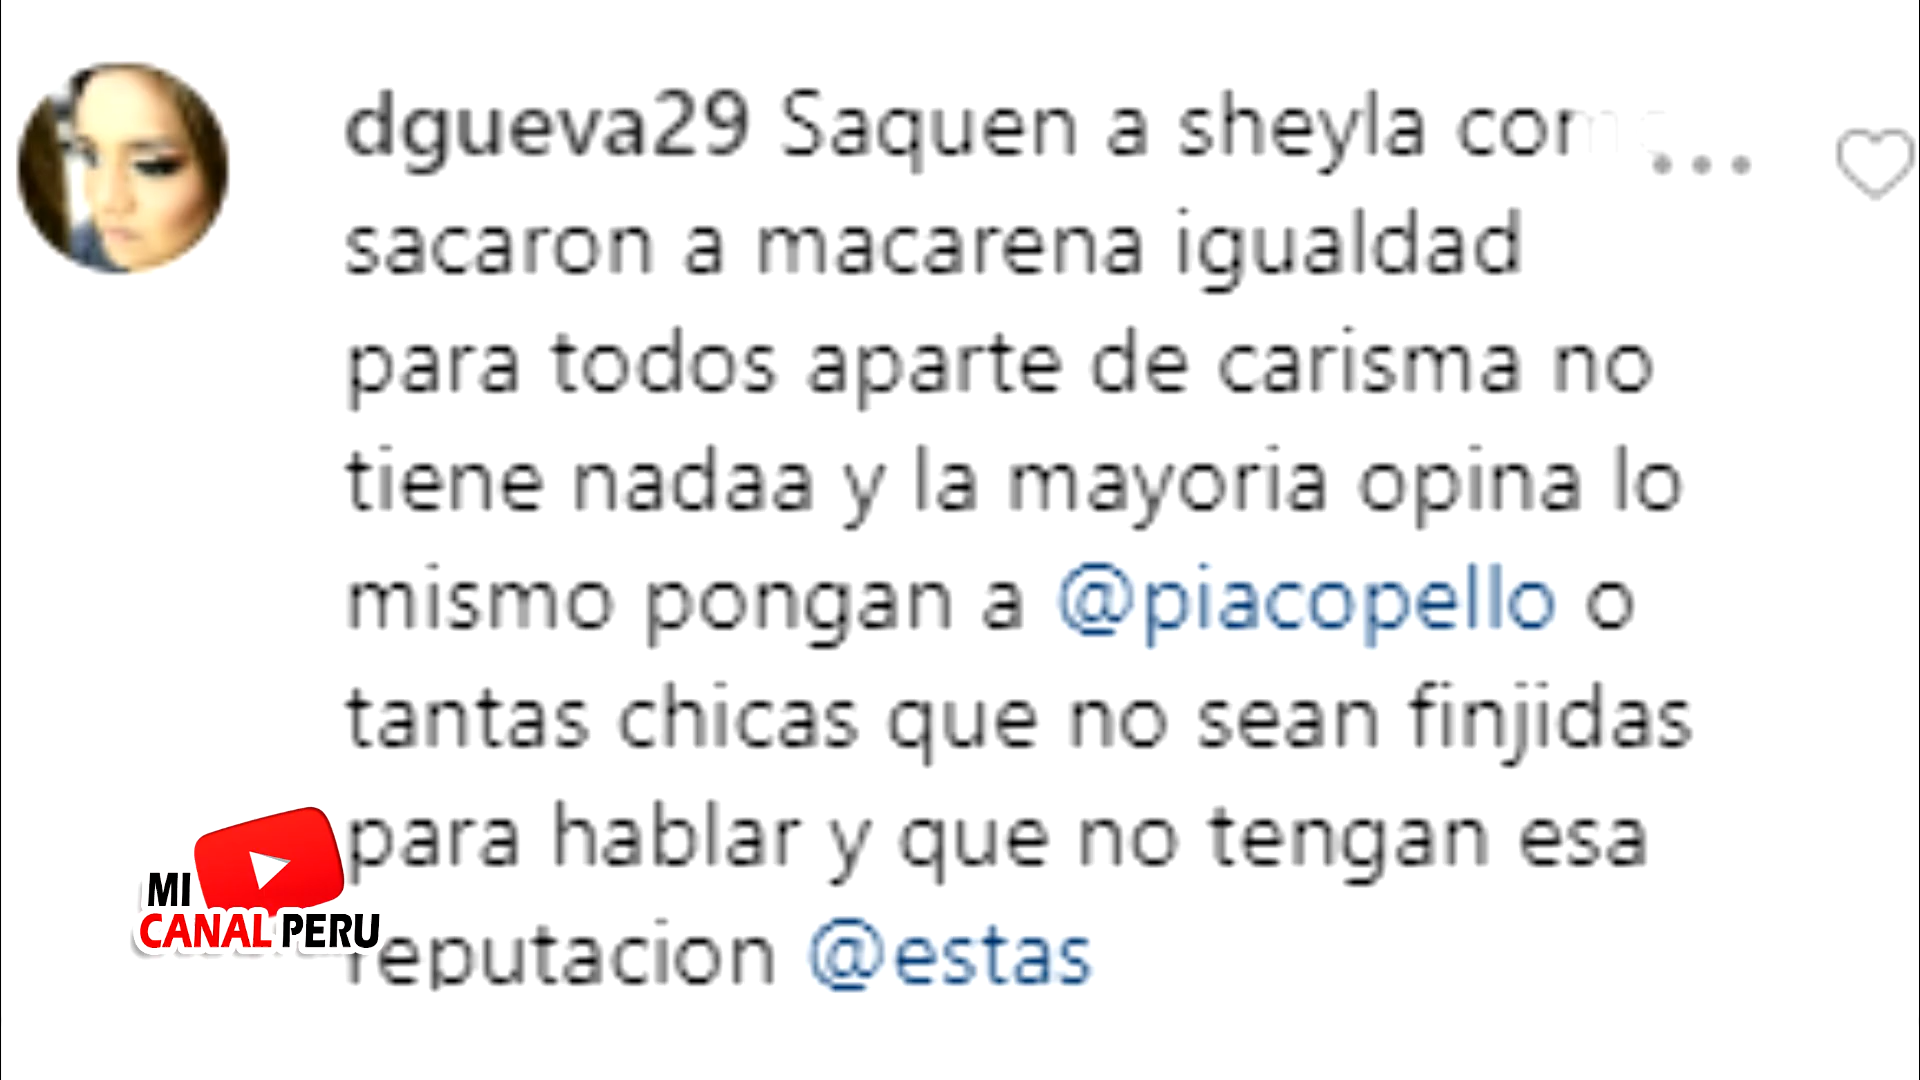 dgueva29 Saquen a sheyla como
sacaron a macarena igualdad
para todos aparte de carisma no
tiene nadaa y la mayoria opina lo
mismo pongan a @piacopello o
tantas chicas que no sean finjidas
para hablar y que no tengan esa
reputacion @estas
MI
CANAL PERU